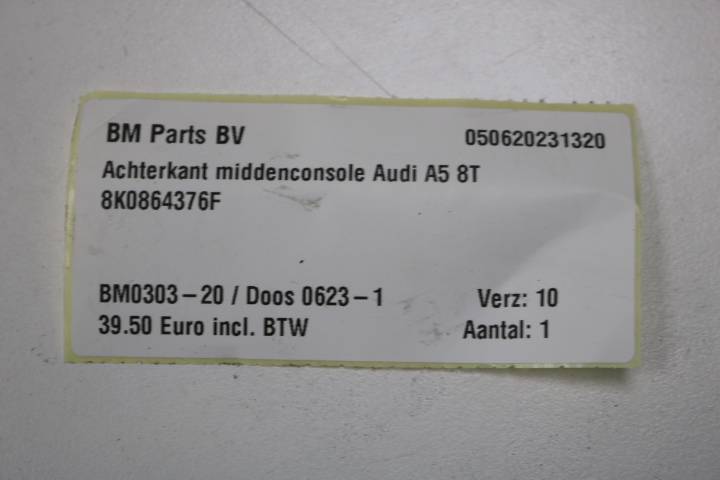 BM Parts BV 050620231320
Achterkant middenconsole Audi A5 8T
8K0864376F
BM0303-20 / Doos 0623-1 Verz: 10
39.50 Euro incl. BTW Aantal: 1